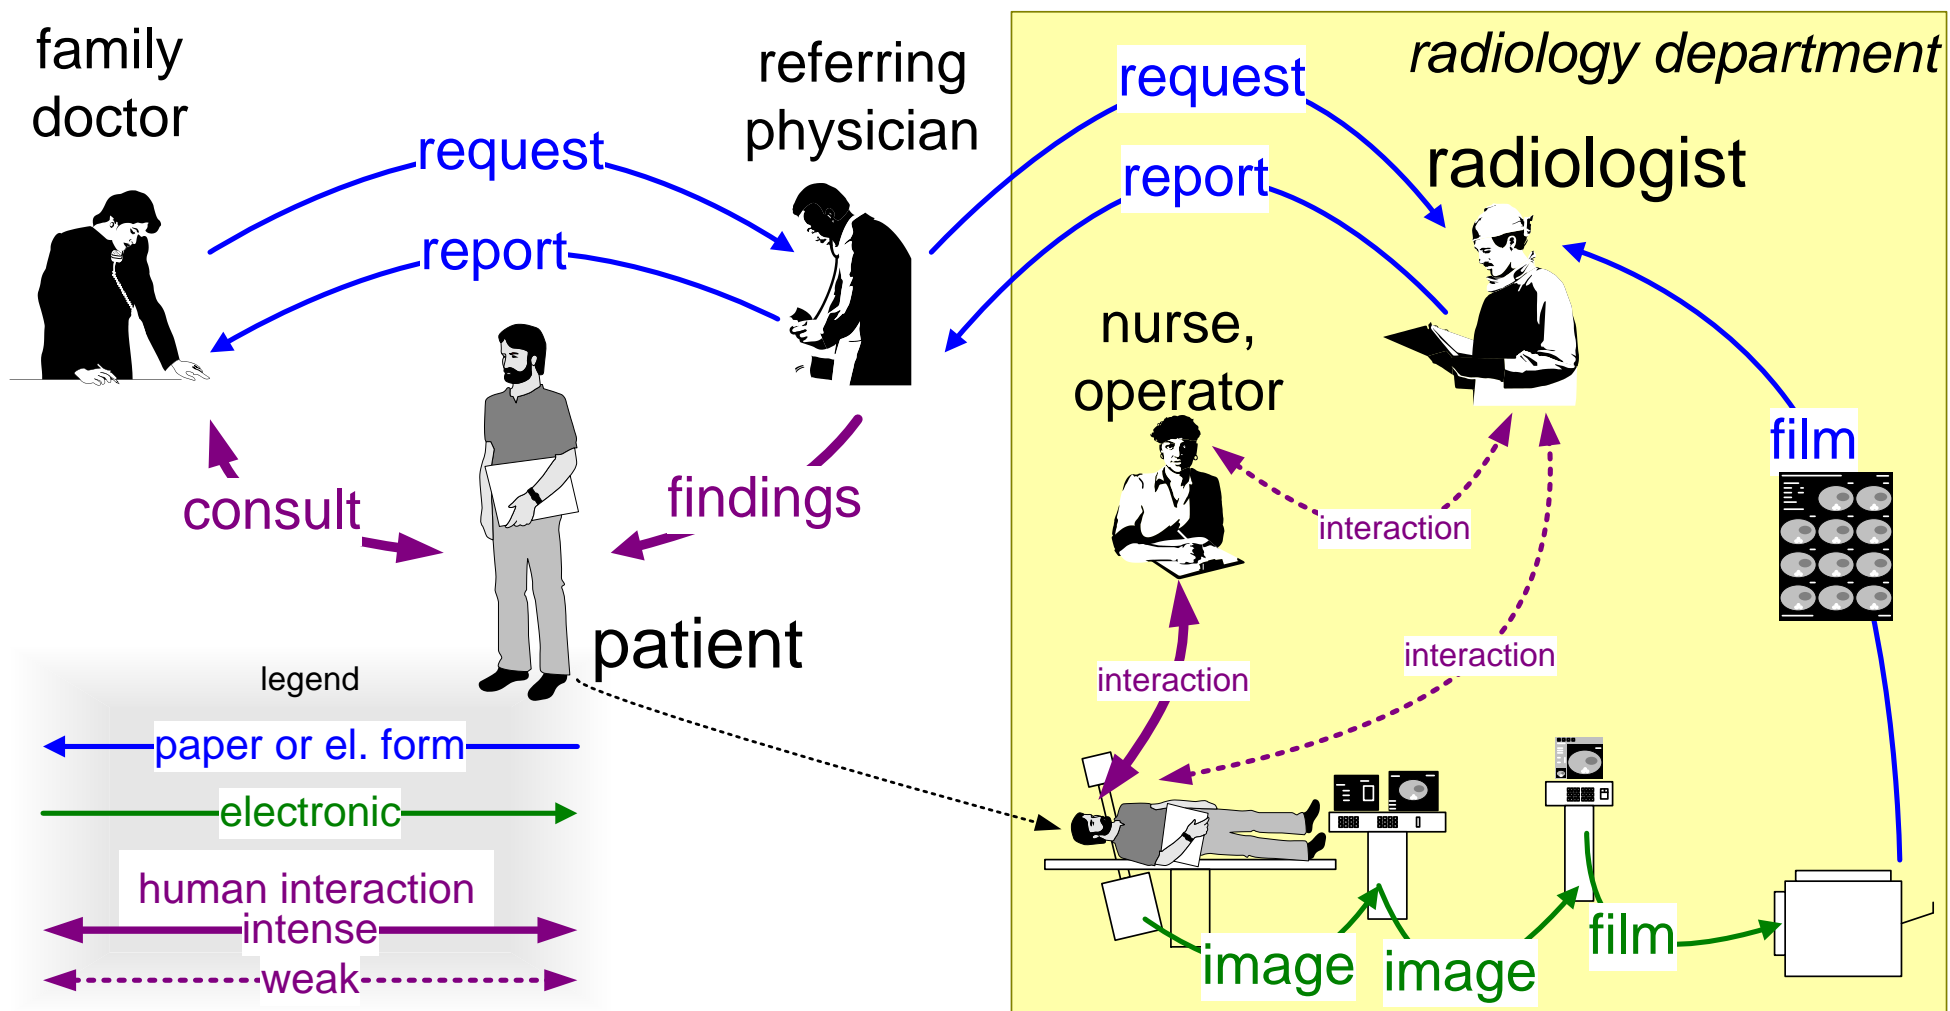 family
doctor
referring
physician
radiology department
request
report
request
report
radiologist
nurse,
operator
film
consult
findings
interaction
interaction
interaction
patient
legend
paper or el. form
electronic
human interaction
intense
weak
image
image
film